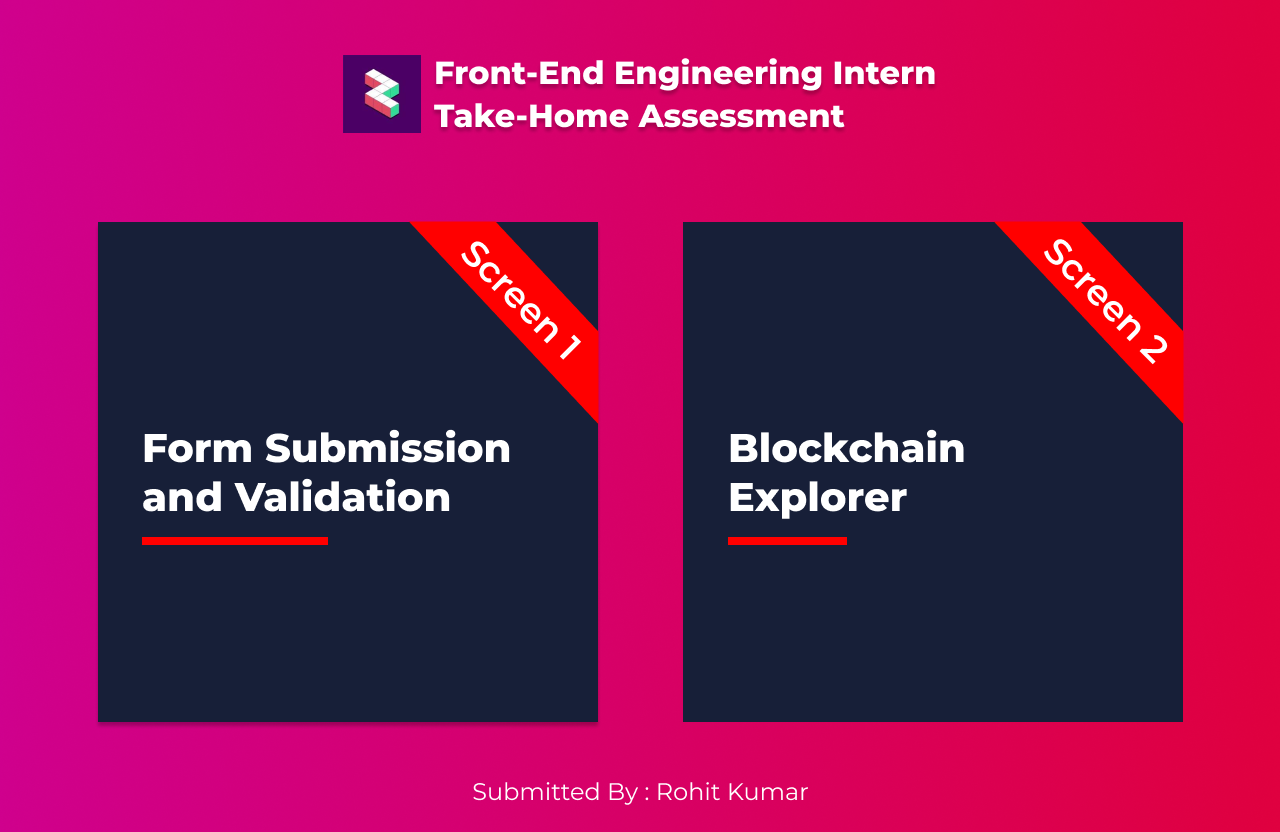 Front-End Engineering Intern
Take-Home Assessment
Screen 1
Form Submission
and Validation
Screen 2
Blockchain
Explorer
Submitted By : Rohit Kumar